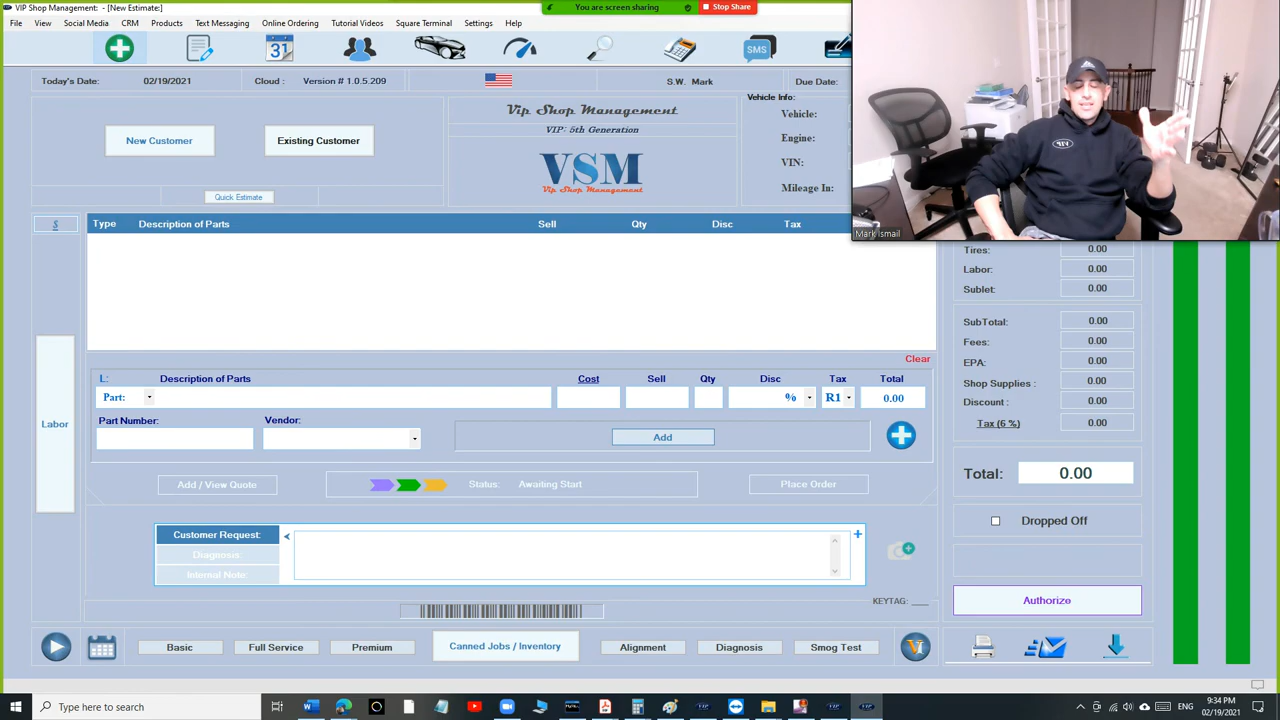 VIP Shop Management: - [New Estimate:]
You are screen sharing
Stop Share
File View Social Media CRM Products Text Messaging Online Ordering Tutorial Videos Square Terminal Settings Help
31
SMS
Today's Date: 02/19/2021 Cloud : Version # 1.0.5.209 S.W. Mark Due Date:
New Customer
Existing Customer
Quick Estimate
Vip Shop Management
VIP: 5th Generation
VSM
Vip Shop Management
Vehicle Info:
Vehicle:
Engine:
VIN:
Mileage In:
VIP
Mark Ismail
$
Type Description of Parts Sell Qty Disc Tax
Labor
Clear
L: Description of Parts Cost Sell Qty Disc Tax Total
Part: % R1 0.00
Part Number: Vendor:
Add
Add / View Quote
Status: Awaiting Start
Place Order
Customer Request:
Diagnosis:
Internal Note:
<
+
KEYTAG: ___
Tires: 0.00
Labor: 0.00
Sublet: 0.00
SubTotal: 0.00
Fees: 0.00
EPA: 0.00
Shop Supplies : 0.00
Discount : 0.00
Tax (6 %) 0.00
Total: 0.00
Dropped Off
Authorize
Basic
Full Service
Premium
Canned Jobs / Inventory
Alignment
Diagnosis
Smog Test
Type here to search
ENG
9:34 PM
02/19/2021